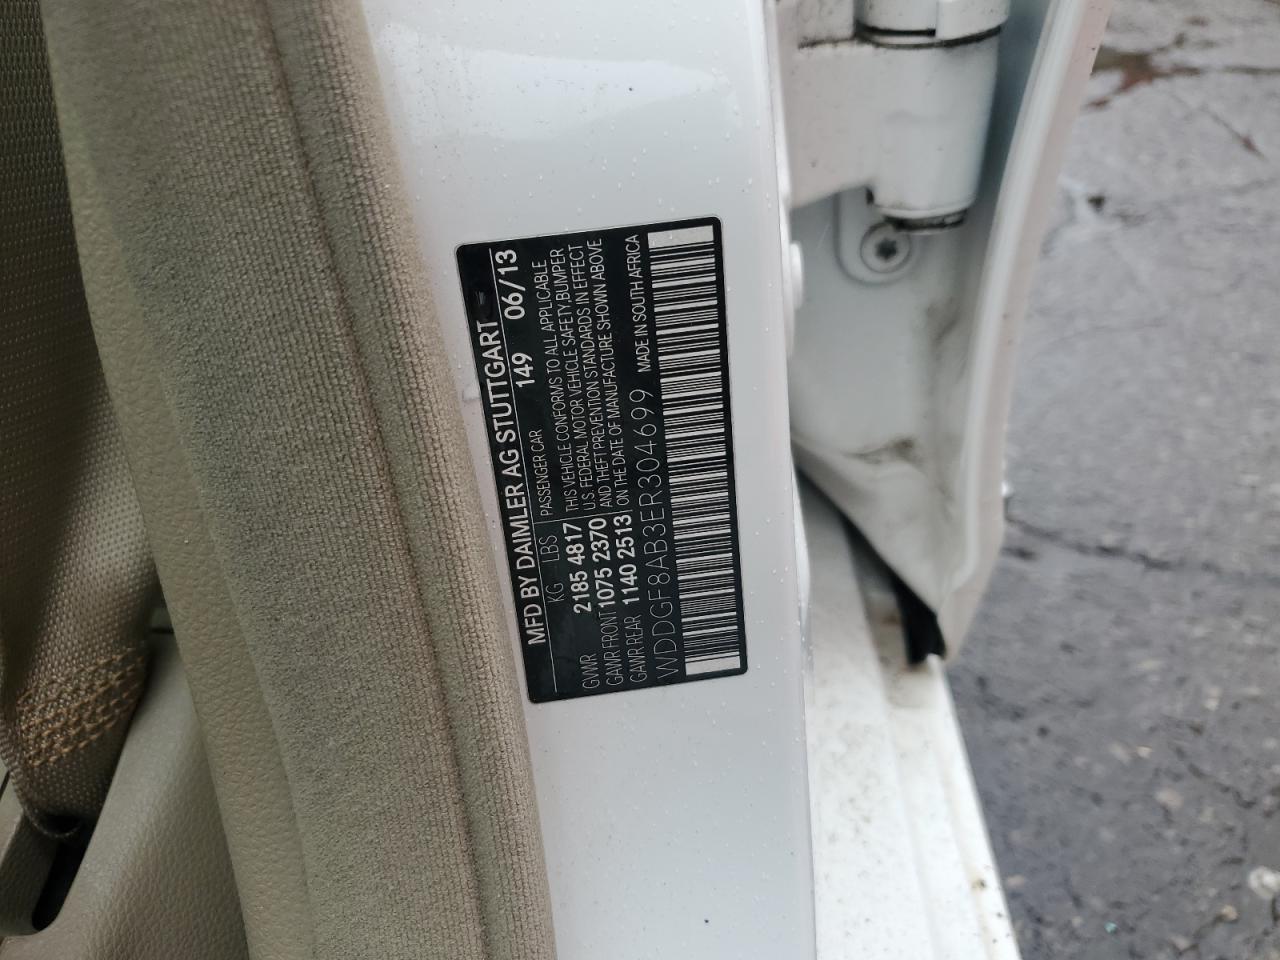 MFD BY DAIMLER AG STUTTGART
149 06/13
KG LBS PASSENGER CAR
GVWR 2185 4817
GAWR FRONT 1075 2370
GAWR REAR 1140 2513
THIS VEHICLE CONFORMS TO ALL APPLICABLE
U.S. FEDERAL MOTOR VEHICLE SAFETY,BUMPER
AND THEFT PREVENTION STANDARDS IN EFFECT
ON THE DATE OF MANUFACTURE SHOWN ABOVE
WDDGF8AB3ER304699 MADE IN SOUTH AFRICA